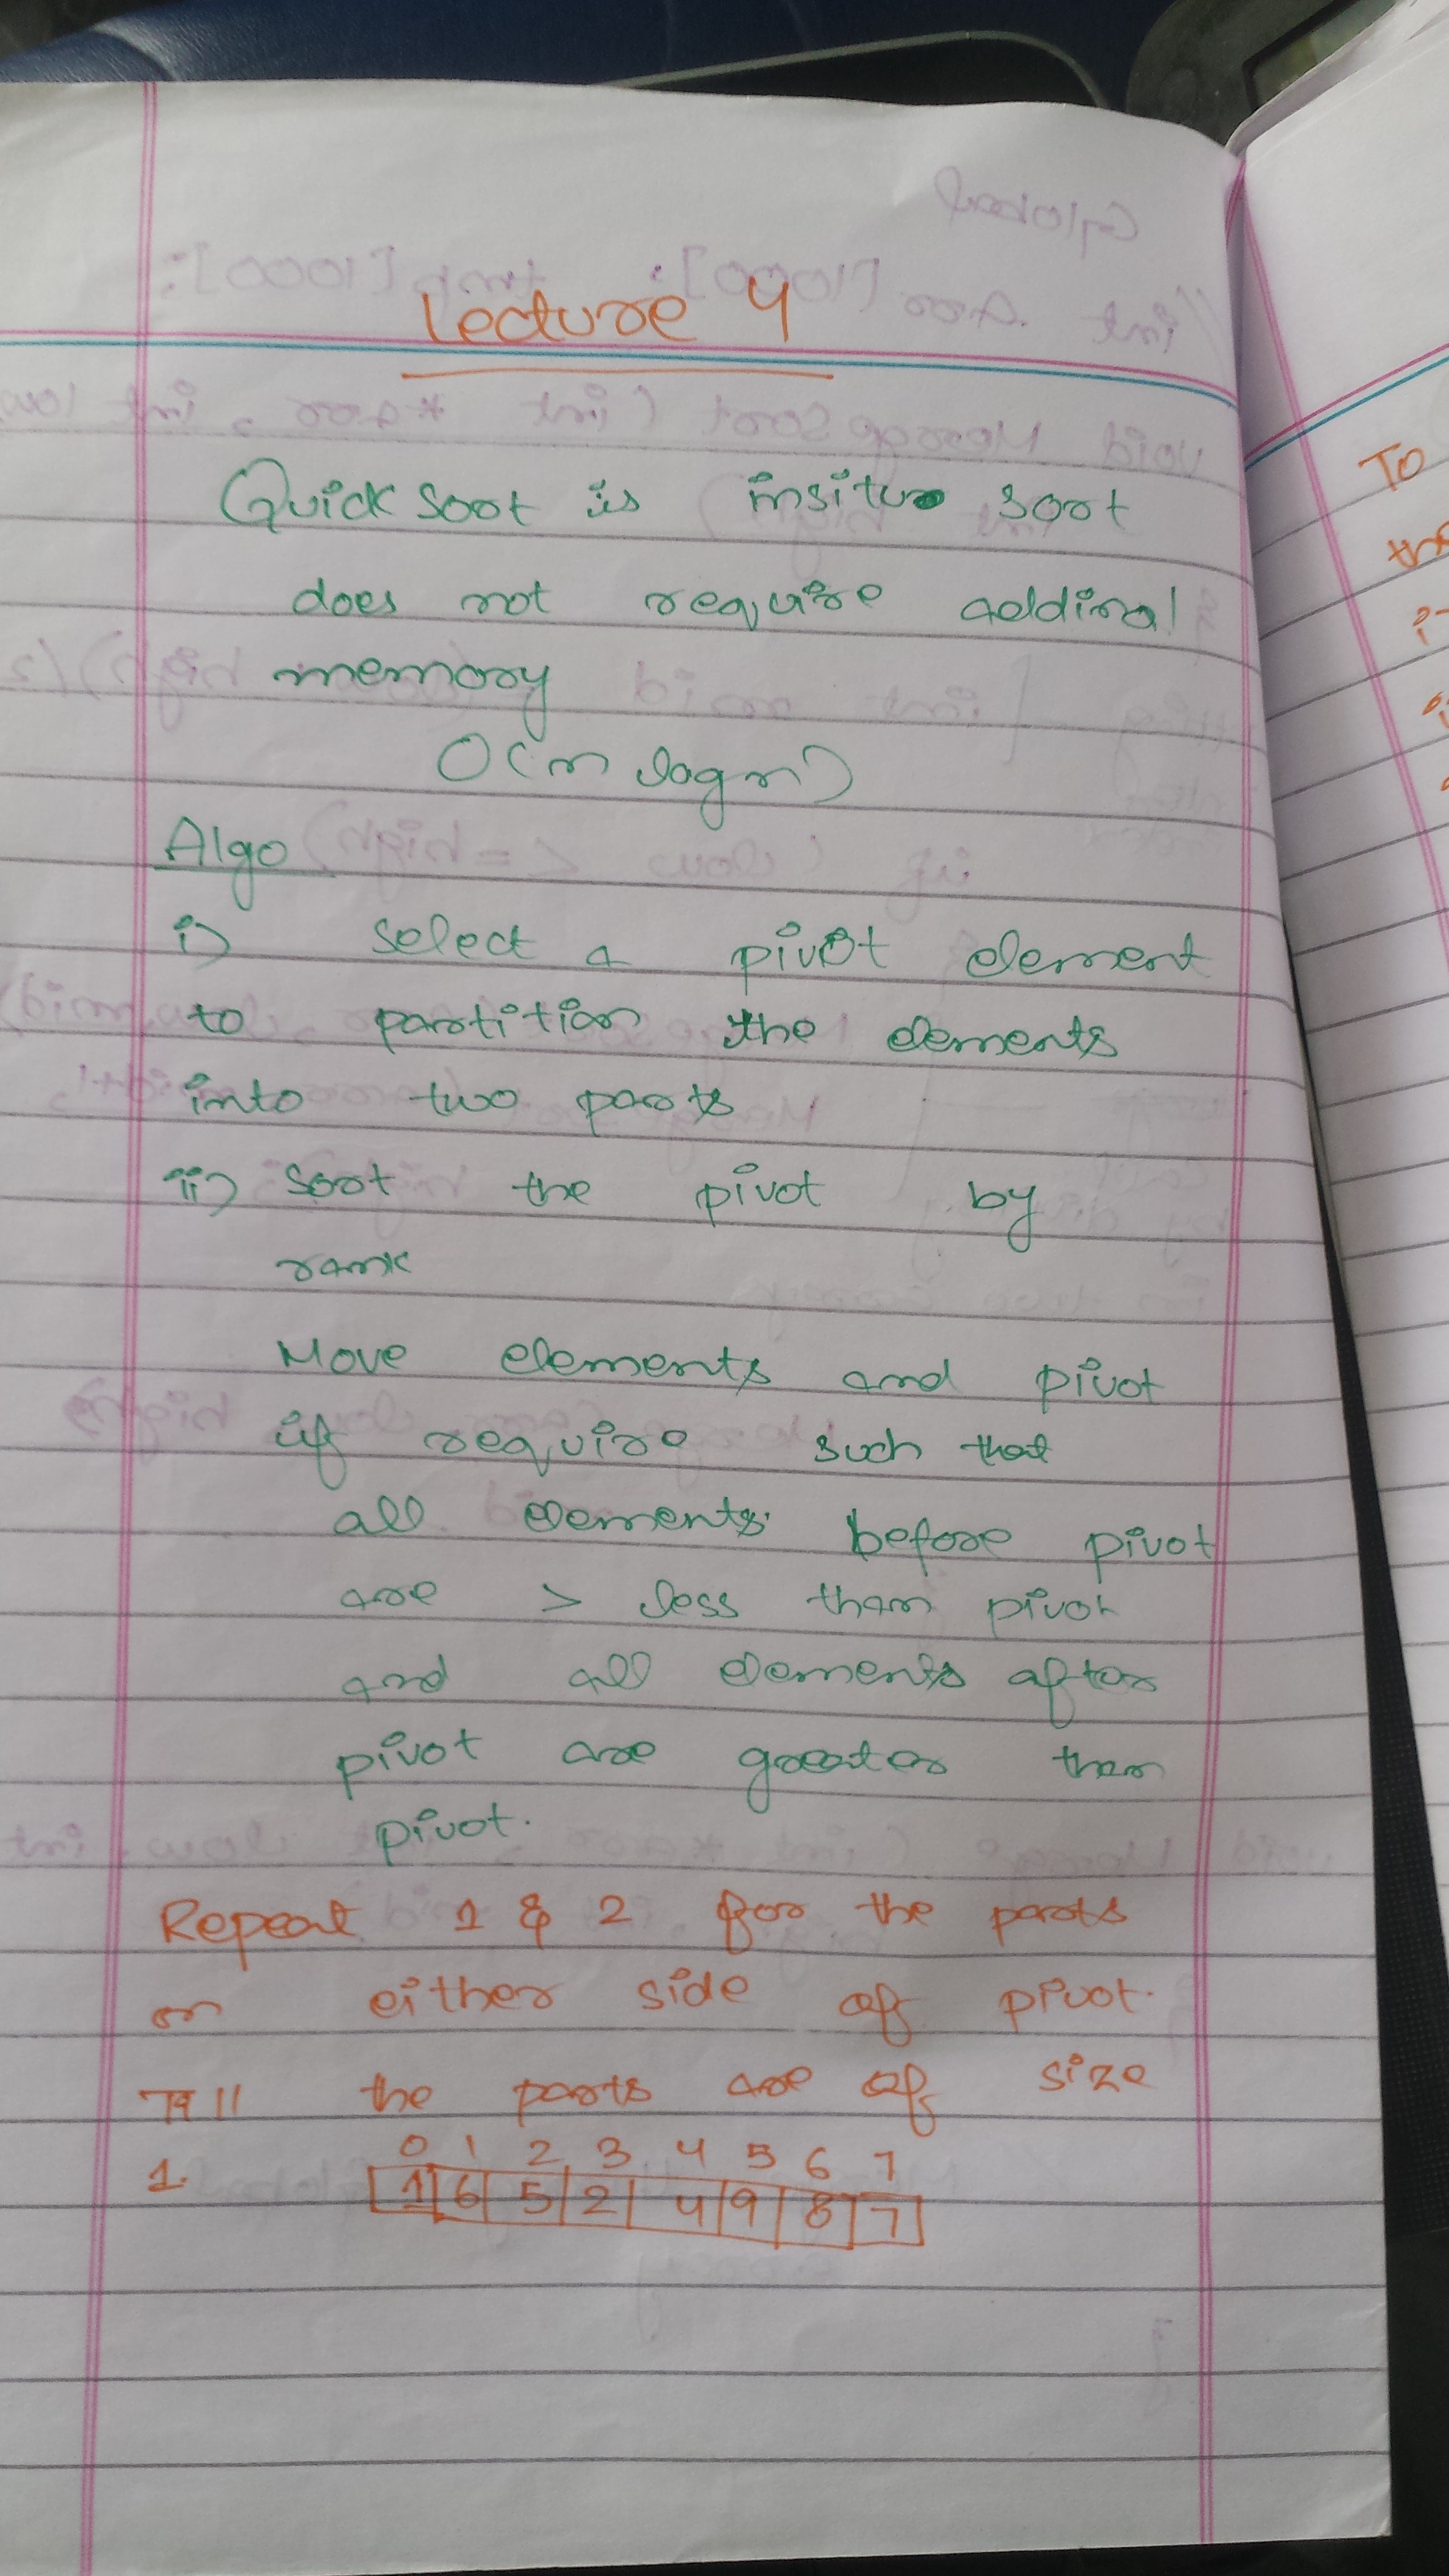 Lecture 4
Quick sort is insitu sort
does not require addinal
memory
O(n log n)
Algo
i) select a pivot element
to partition the elements
into two parts
ii) Sort the pivot by
rank
Move elements and pivot
if require such that
all elements before pivot
are > less than pivot
and all elements after
pivot are greater than
pivot.
Repeat 1 & 2 for the parts
on either side of pivot.
Till the parts are of size
1.
0 1 2 3 4 5 6 7
1 6 5 2 4 9 8 7
To